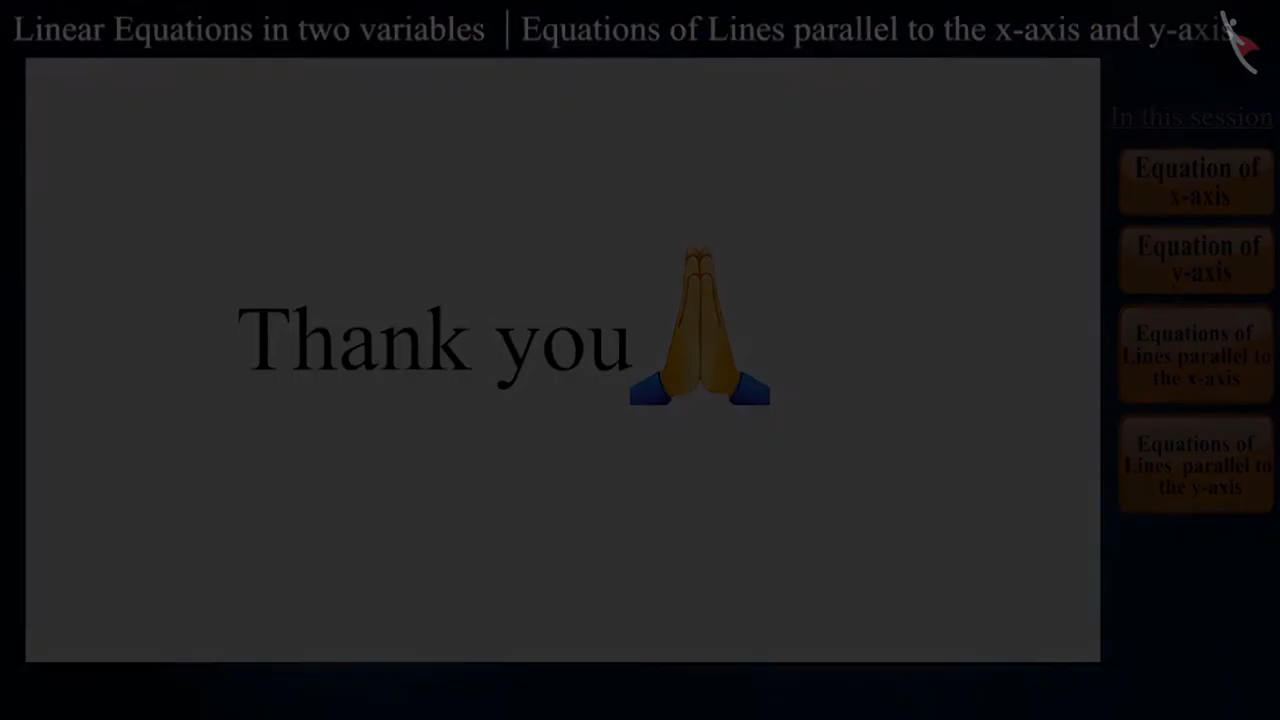 Linear Equations in two variables | Equations of Lines parallel to the x-axis and y-axis
In this session
Equation of
x-axis
Equation of
y-axis
Equations of
Lines parallel to
the x-axis
Equations of
Lines parallel to
the y-axis
Thank you